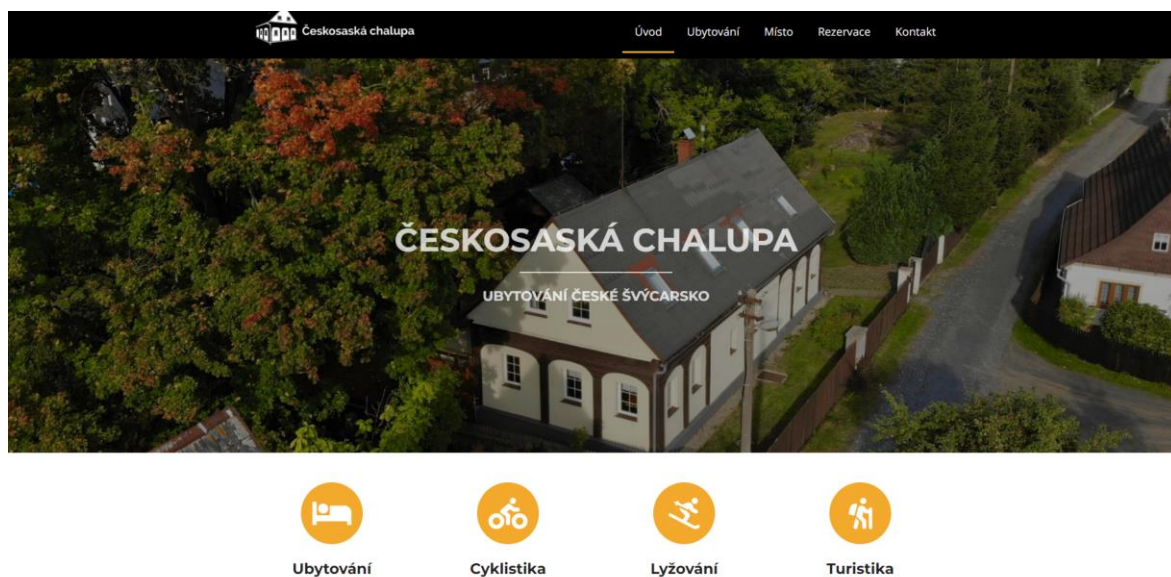 Českosaská chalupa
Úvod Ubytování Místo Rezervace Kontakt
ČESKOSASKÁ CHALUPA
UBYTOVÁNÍ ČESKÉ ŠVÝCARSKO
Ubytování Cyklistika Lyžování Turistika